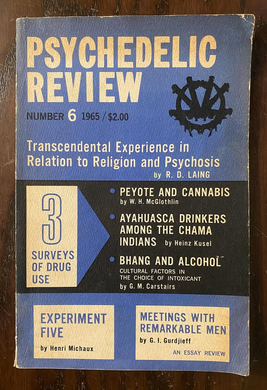 PSYCHEDELIC
REVIEW
NUMBER 6 1965 / $2.00
Transcendental Experience in
Relation to Religion and Psychosis
by R. D. LAING
3
SURVEYS
OF DRUG
USE
• PEYOTE AND CANNABIS
by W. H. McGlothlin
• AYAHUASCA DRINKERS
AMONG THE CHAMA
INDIANS by Heinz Kusel
• BHANG AND ALCOHOL
CULTURAL FACTORS IN
THE CHOICE OF INTOXICANT
by G. M. Carstairs
EXPERIMENT
FIVE
by Henri Michaux
MEETINGS WITH
REMARKABLE MEN
by G. I. Gurdjieff
AN ESSAY REVIEW